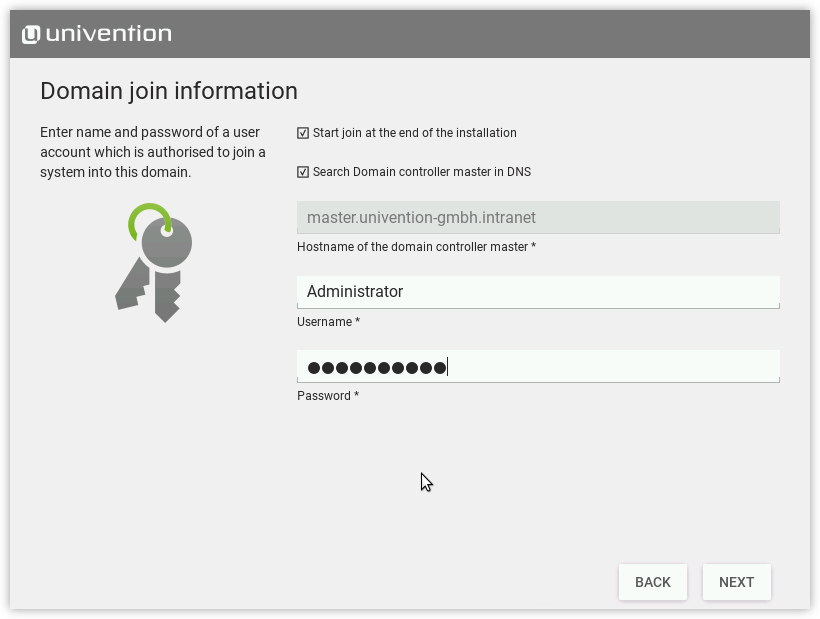 univention
Domain join information
Enter name and password of a user
account which is authorised to join a
system into this domain.
Start join at the end of the installation
Search Domain controller master in DNS
master.univention-gmbh.intranet
Hostname of the domain controller master *
Administrator
Username *
●●●●●●●●●●
Password *
BACK
NEXT